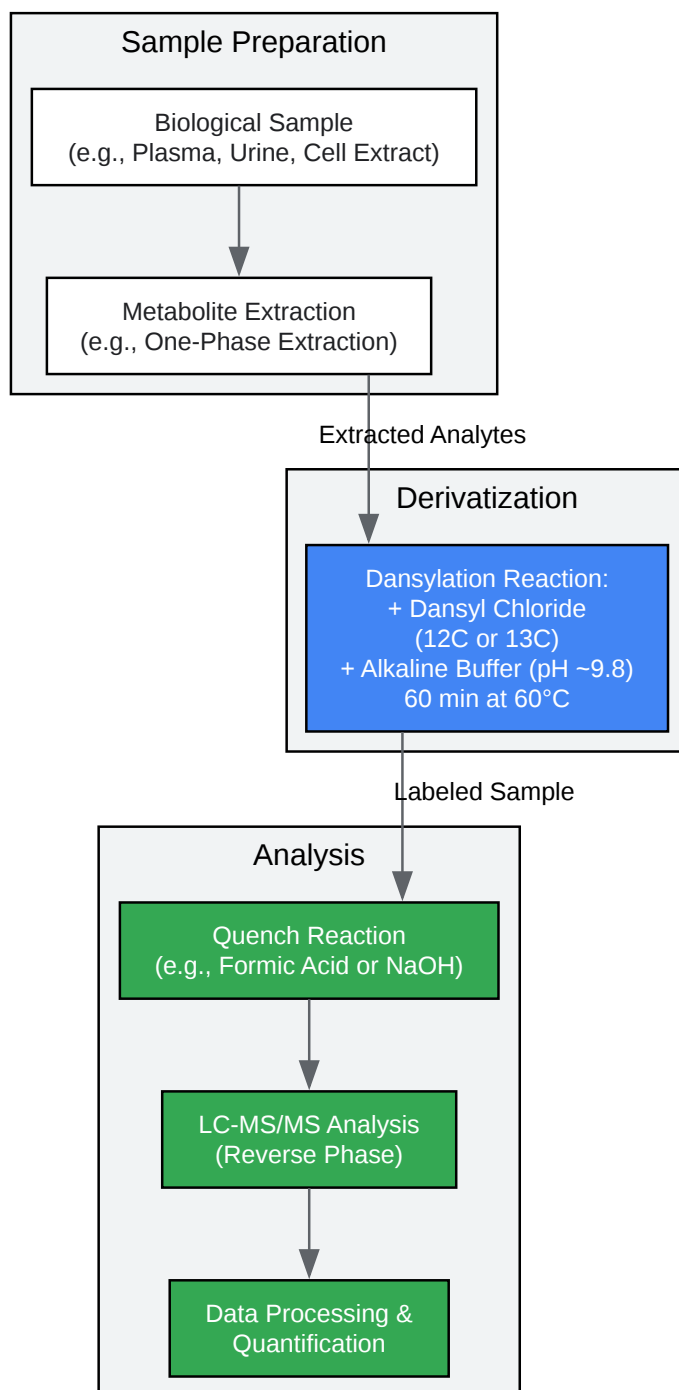 Sample Preparation
Biological Sample
(e.g., Plasma, Urine, Cell Extract)
Metabolite Extraction
(e.g., One-Phase Extraction)
Extracted Analytes
Derivatization
Dansylation Reaction:
+ Dansyl Chloride
(12C or 13C)
+ Alkaline Buffer (pH ~9.8)
60 min at 60°C
Labeled Sample
Analysis
Quench Reaction
(e.g., Formic Acid or NaOH)
LC-MS/MS Analysis
(Reverse Phase)
Data Processing &
Quantification